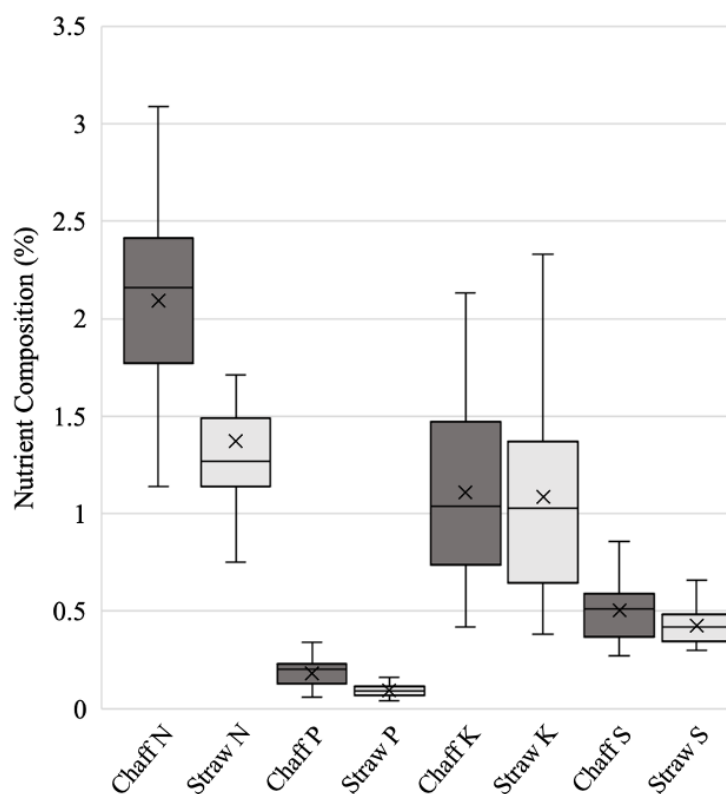 3.5
3
2.5
2
1.5
1
0.5
0
Nutrient Composition (%)
Chaff N
Straw N
Chaff P
Straw P
Chaff K
Straw K
Chaff S
Straw S